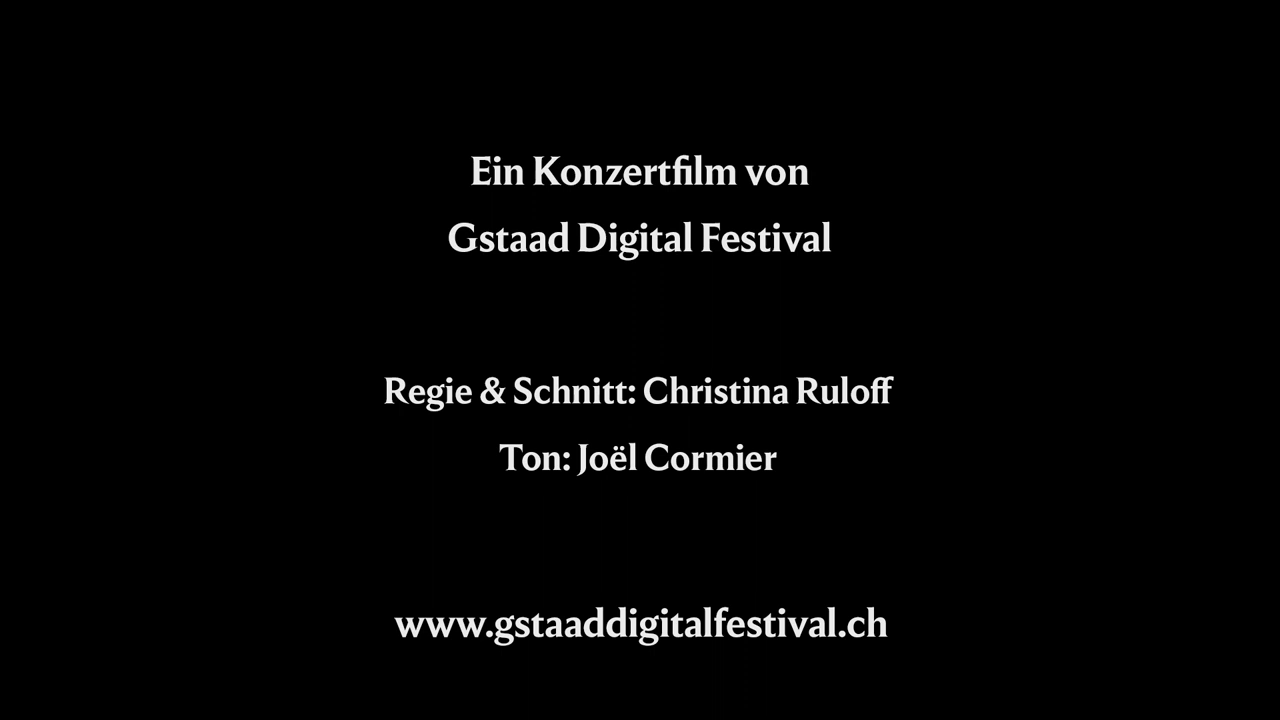 Ein Konzertfilm von
Gstaad Digital Festival
Regie & Schnitt: Christina Ruloff
Ton: Joël Cormier
www.gstaaddigitalfestival.ch